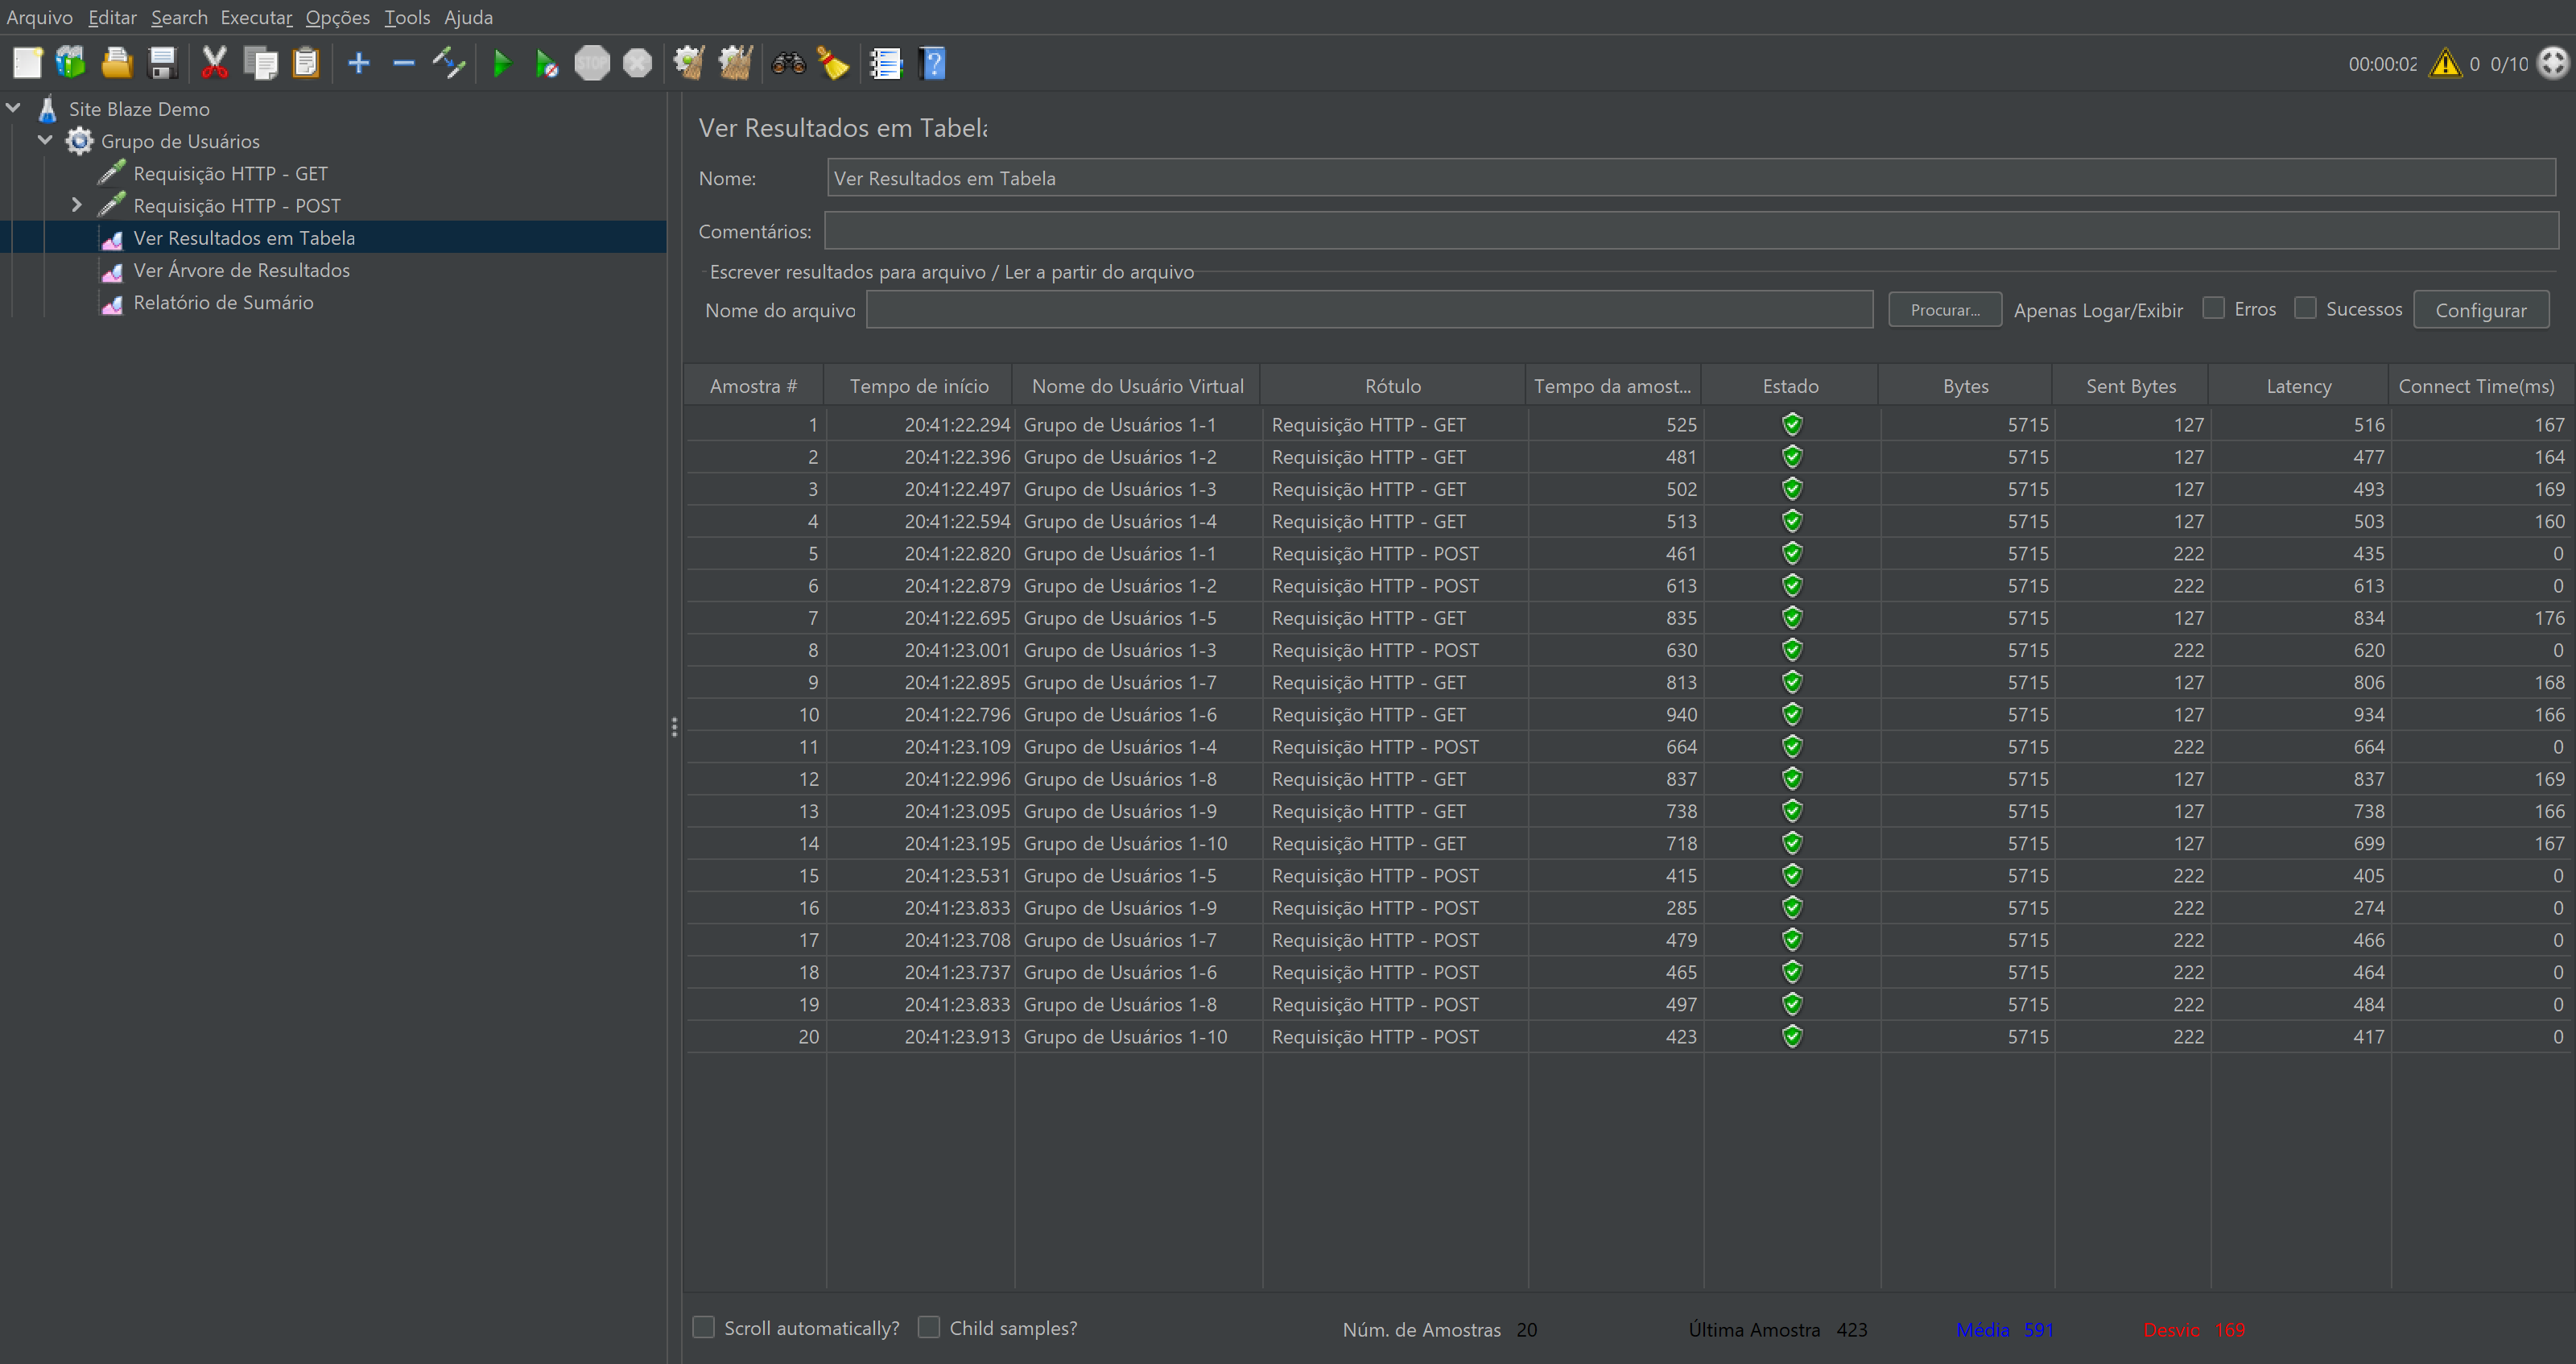 Arquivo Editar Search Executar Opções Tools Ajuda
STOP
00:00:02 0 0/10
Site Blaze Demo
Grupo de Usuários
Requisição HTTP - GET
Requisição HTTP - POST
Ver Resultados em Tabela
Ver Árvore de Resultados
Relatório de Sumário
Ver Resultados em Tabela
Nome: Ver Resultados em Tabela
Comentários:
Escrever resultados para arquivo / Ler a partir do arquivo
Nome do arquivo Procurar... Apenas Logar/Exibir Erros Sucessos Configurar
Amostra # Tempo de início Nome do Usuário Virtual Rótulo Tempo da amost... Estado Bytes Sent Bytes Latency Connect Time(ms)
1 20:41:22.294 Grupo de Usuários 1-1 Requisição HTTP - GET 525 5715 127 516 167
2 20:41:22.396 Grupo de Usuários 1-2 Requisição HTTP - GET 481 5715 127 477 164
3 20:41:22.497 Grupo de Usuários 1-3 Requisição HTTP - GET 502 5715 127 493 169
4 20:41:22.594 Grupo de Usuários 1-4 Requisição HTTP - GET 513 5715 127 503 160
5 20:41:22.820 Grupo de Usuários 1-1 Requisição HTTP - POST 461 5715 222 435 0
6 20:41:22.879 Grupo de Usuários 1-2 Requisição HTTP - POST 613 5715 222 613 0
7 20:41:22.695 Grupo de Usuários 1-5 Requisição HTTP - GET 835 5715 127 834 176
8 20:41:23.001 Grupo de Usuários 1-3 Requisição HTTP - POST 630 5715 222 620 0
9 20:41:22.895 Grupo de Usuários 1-7 Requisição HTTP - GET 813 5715 127 806 168
10 20:41:22.796 Grupo de Usuários 1-6 Requisição HTTP - GET 940 5715 127 934 166
11 20:41:23.109 Grupo de Usuários 1-4 Requisição HTTP - POST 664 5715 222 664 0
12 20:41:22.996 Grupo de Usuários 1-8 Requisição HTTP - GET 837 5715 127 837 169
13 20:41:23.095 Grupo de Usuários 1-9 Requisição HTTP - GET 738 5715 127 738 166
14 20:41:23.195 Grupo de Usuários 1-10 Requisição HTTP - GET 718 5715 127 699 167
15 20:41:23.531 Grupo de Usuários 1-5 Requisição HTTP - POST 415 5715 222 405 0
16 20:41:23.833 Grupo de Usuários 1-9 Requisição HTTP - POST 285 5715 222 274 0
17 20:41:23.708 Grupo de Usuários 1-7 Requisição HTTP - POST 479 5715 222 466 0
18 20:41:23.737 Grupo de Usuários 1-6 Requisição HTTP - POST 465 5715 222 464 0
19 20:41:23.833 Grupo de Usuários 1-8 Requisição HTTP - POST 497 5715 222 484 0
20 20:41:23.913 Grupo de Usuários 1-10 Requisição HTTP - POST 423 5715 222 417 0
Scroll automatically? Child samples? Núm. de Amostras 20 Última Amostra 423 Média 591 Desvio 169